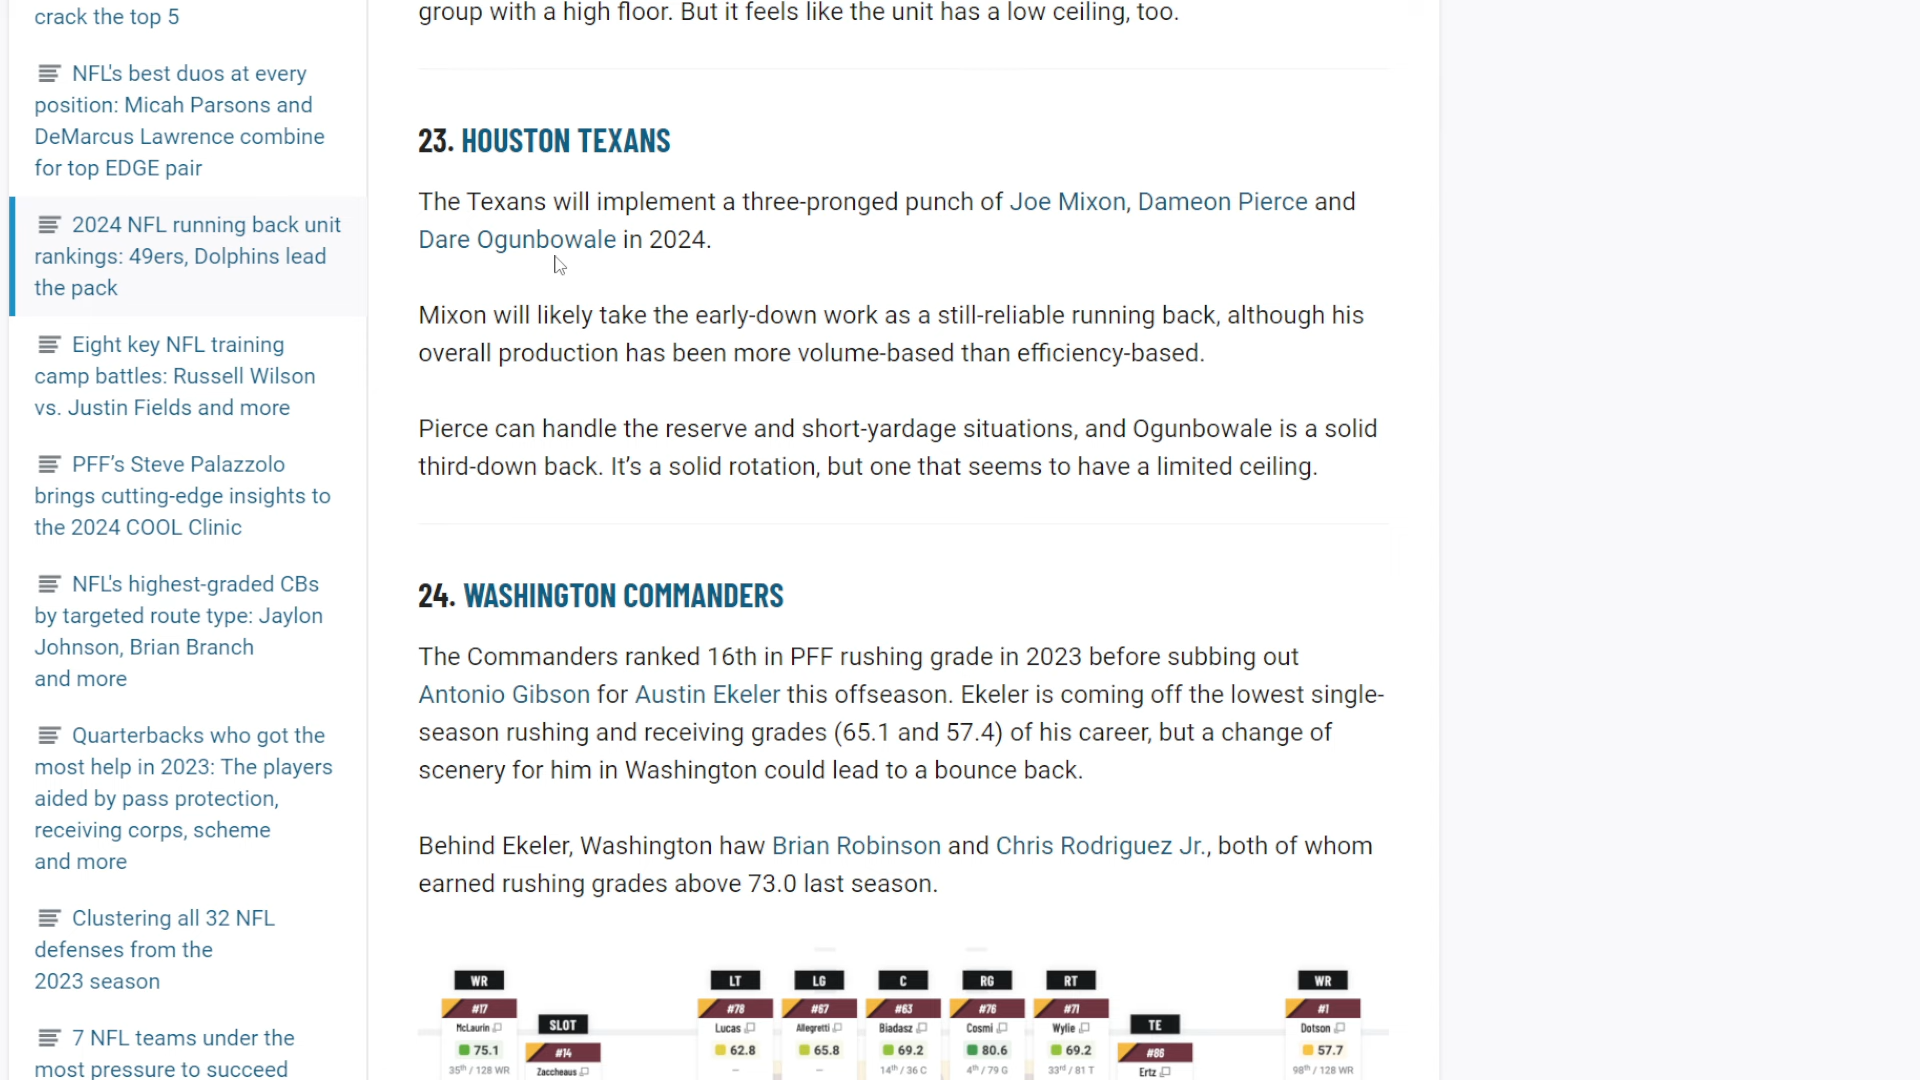 crack the top 5
NFL's best duos at every
position: Micah Parsons and
DeMarcus Lawrence combine
for top EDGE pair
2024 NFL running back unit
rankings: 49ers, Dolphins lead
the pack
Eight key NFL training
camp battles: Russell Wilson
vs. Justin Fields and more
PFF’s Steve Palazzolo
brings cutting-edge insights to
the 2024 COOL Clinic
NFL's highest-graded CBs
by targeted route type: Jaylon
Johnson, Brian Branch
and more
Quarterbacks who got the
most help in 2023: The players
aided by pass protection,
receiving corps, scheme
and more
Clustering all 32 NFL
defenses from the
2023 season
7 NFL teams under the
most pressure to succeed
group with a high floor. But it feels like the unit has a low ceiling, too.
23. HOUSTON TEXANS
The Texans will implement a three-pronged punch of Joe Mixon, Dameon Pierce and
Dare Ogunbowale in 2024.
Mixon will likely take the early-down work as a still-reliable running back, although his
overall production has been more volume-based than efficiency-based.
Pierce can handle the reserve and short-yardage situations, and Ogunbowale is a solid
third-down back. It’s a solid rotation, but one that seems to have a limited ceiling.
24. WASHINGTON COMMANDERS
The Commanders ranked 16th in PFF rushing grade in 2023 before subbing out
Antonio Gibson for Austin Ekeler this offseason. Ekeler is coming off the lowest single-
season rushing and receiving grades (65.1 and 57.4) of his career, but a change of
scenery for him in Washington could lead to a bounce back.
Behind Ekeler, Washington haw Brian Robinson and Chris Rodriguez Jr., both of whom
earned rushing grades above 73.0 last season.
WR LT LG C RG RT WR
#17 #78 #67 #63 #76 #71 #1
McLaurin SLOT Lucas Allegretti Biadasz Cosmi Wylie TE Dotson
75.1 #14 62.8 65.8 69.2 80.6 69.2 #86 57.7
35th / 128 WR Zaccheaus – – 14th / 36 C 4th / 79 G 33rd / 81 T Ertz 98th / 128 WR